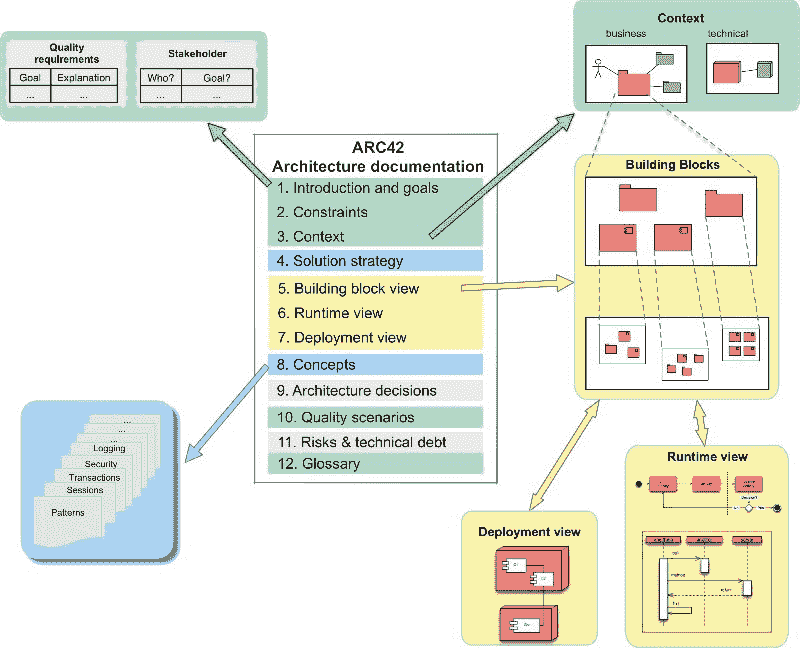 Quality
requirements
Goal Explanation
... ...
Stakeholder
Who? Goal?
... ...
Context
business technical
ARC42
Architecture documentation
1. Introduction and goals
2. Constraints
3. Context
4. Solution strategy
5. Building block view
6. Runtime view
7. Deployment view
8. Concepts
9. Architecture decisions
10. Quality scenarios
11. Risks & technical debt
12. Glossary
Building Blocks
...
...
Logging
Security
Transactions
Sessions
Patterns
Deployment view
Runtime view